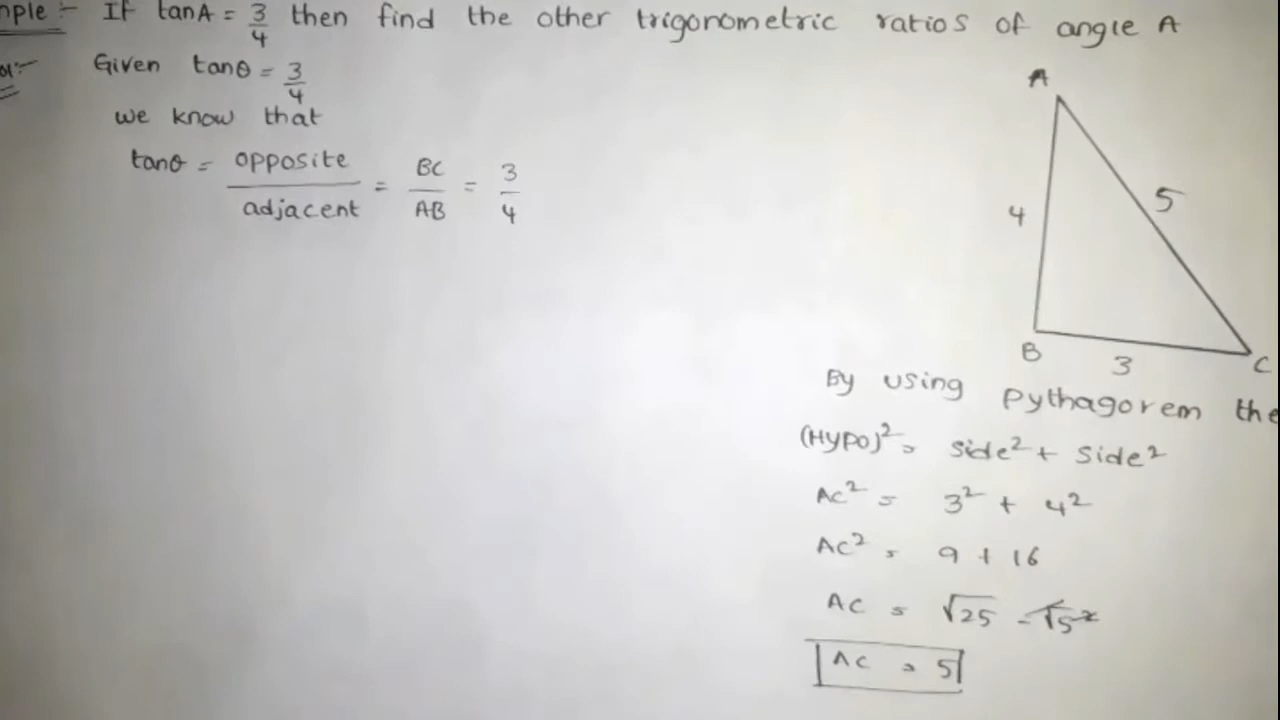 mple :- If tanA = 3/4 then find the other trigonometric ratios of angle A
Given tanθ = 3/4
we know that
tanθ = opposite/adjacent = BC/AB = 3/4
A
4
5
B
3
C
By using pythagorem the
(Hypo)² = side² + side²
AC² = 3² + 4²
AC² = 9 + 16
AC = √25 = √5²
AC = 5